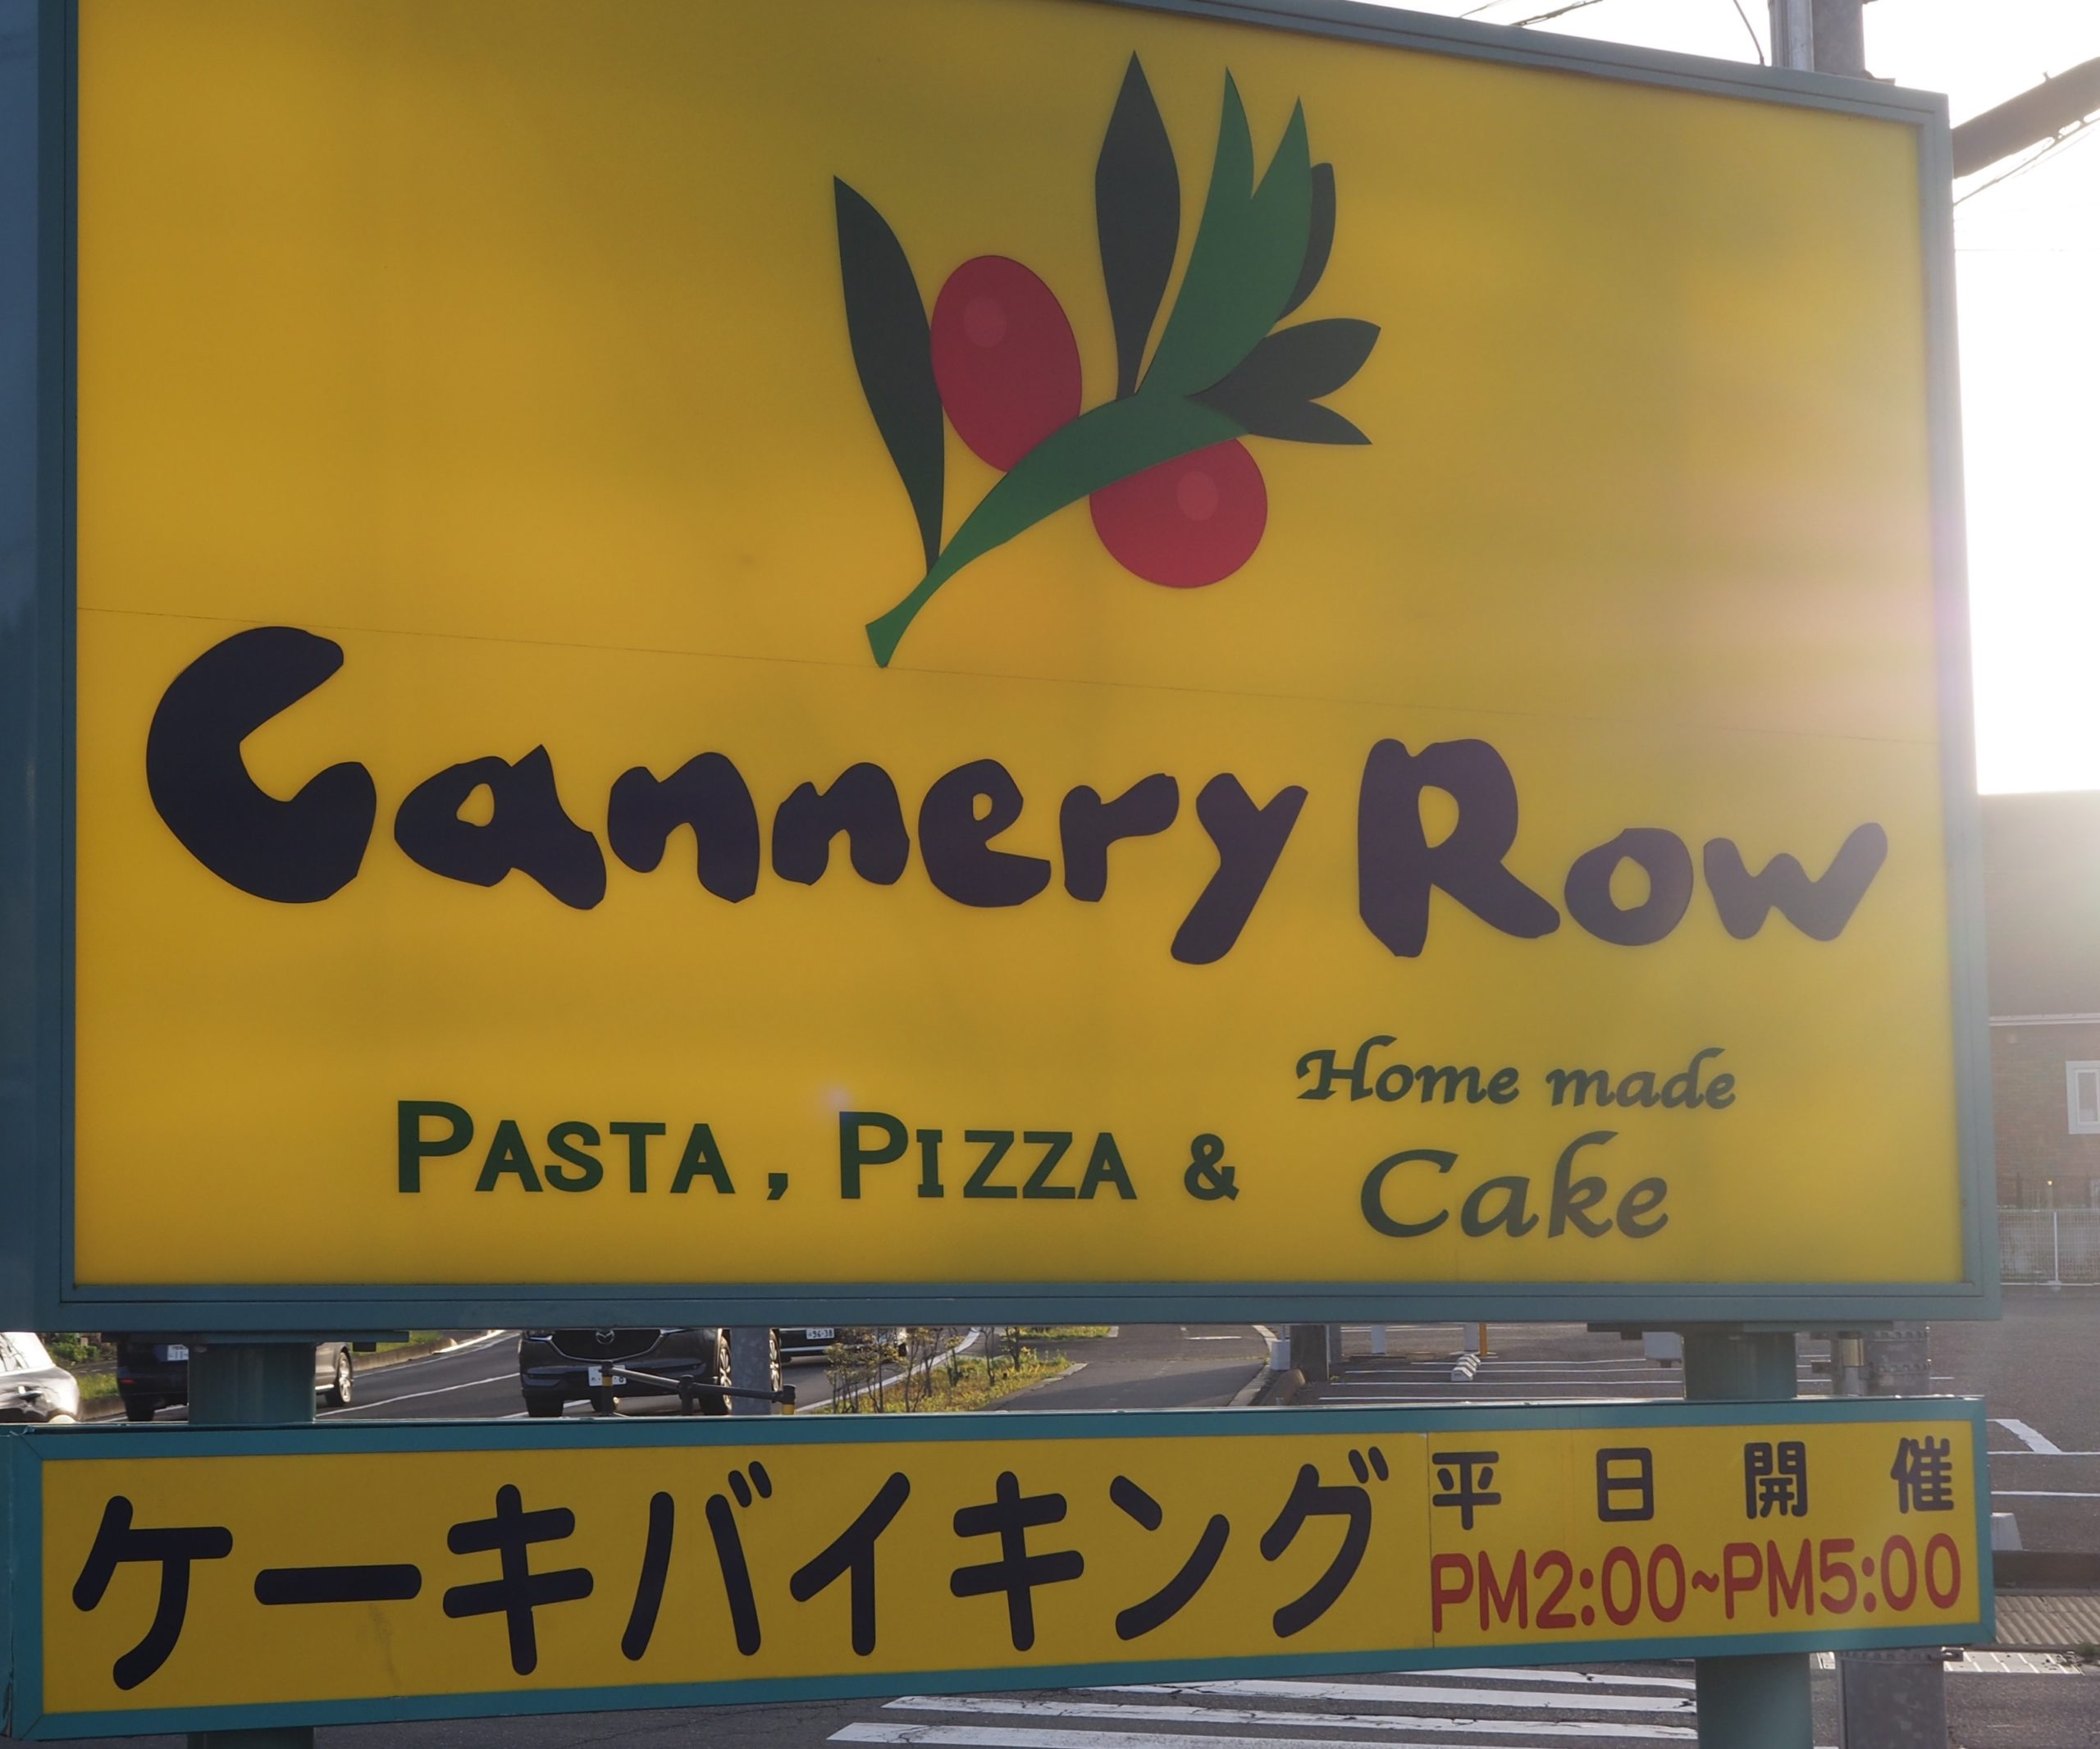 Cannery Row
PASTA, PIZZA &
Home made
Cake
ケーキバイキング
平日開催
PM2:00~PM5:00